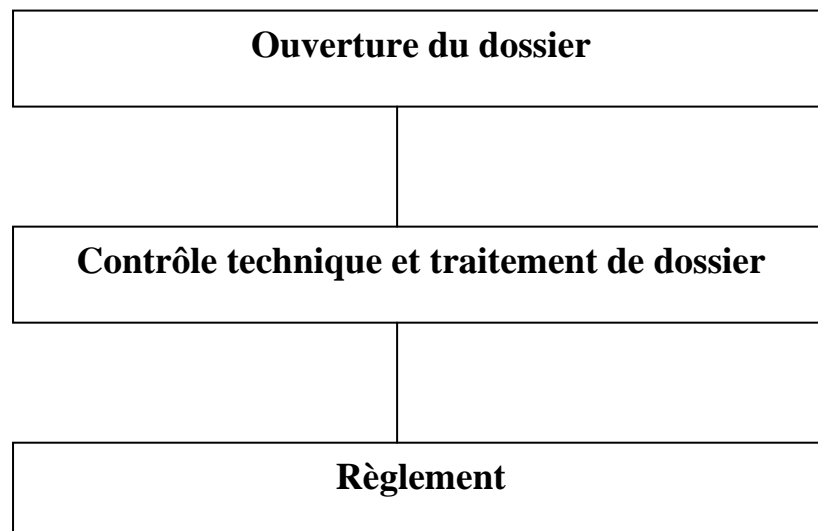 Ouverture du dossier
Contrôle technique et traitement de dossier
Règlement